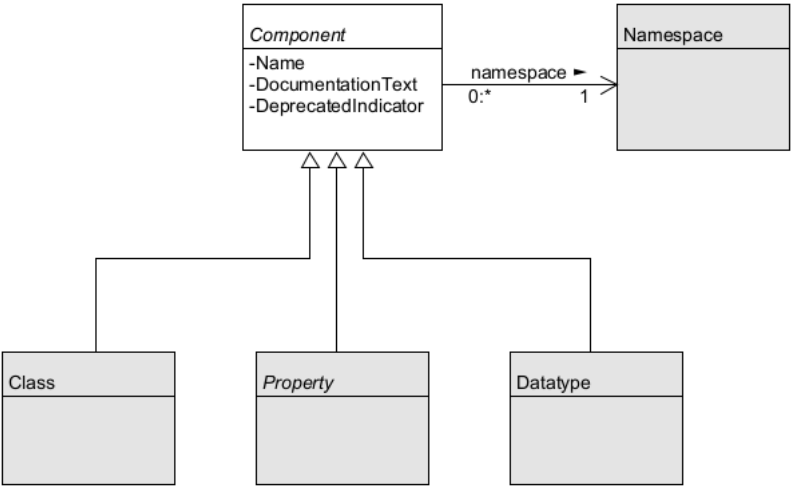 Component
-Name
-DocumentationText
-DeprecatedIndicator
namespace ►
0:*
1
Namespace
Class
Property
Datatype